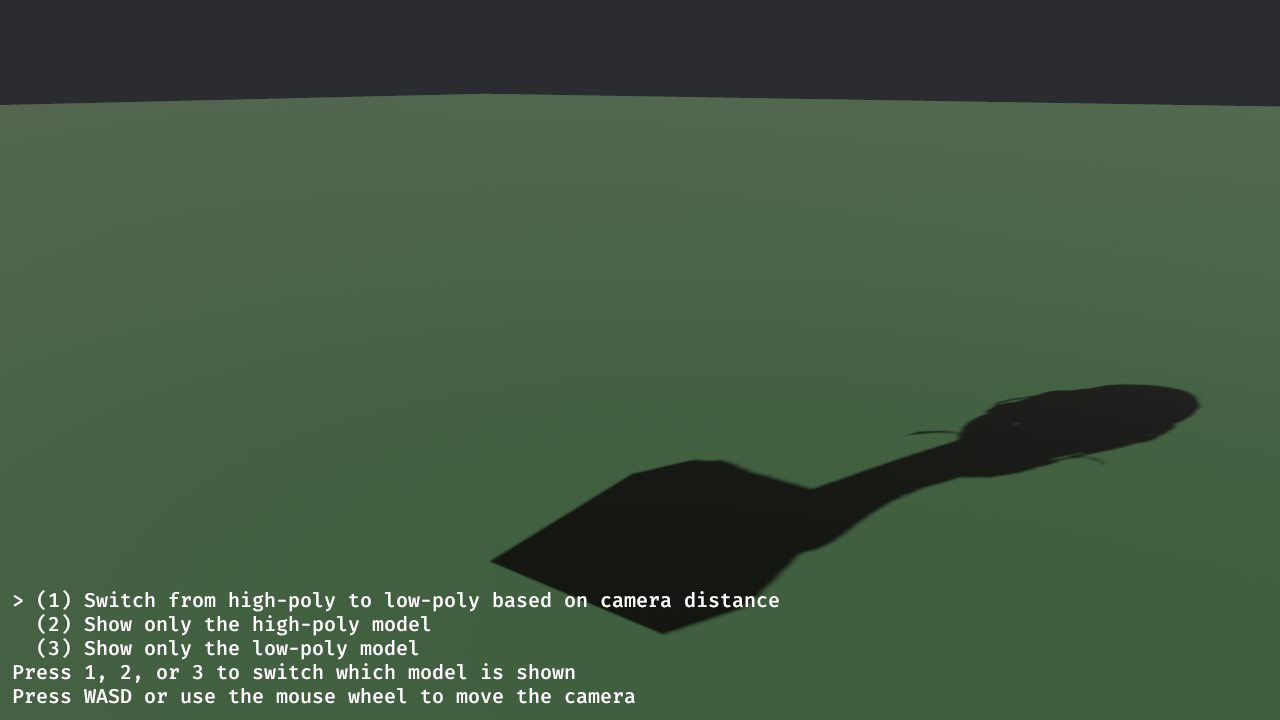 > (1) Switch from high-poly to low-poly based on camera distance
(2) Show only the high-poly model
(3) Show only the low-poly model
Press 1, 2, or 3 to switch which model is shown
Press WASD or use the mouse wheel to move the camera